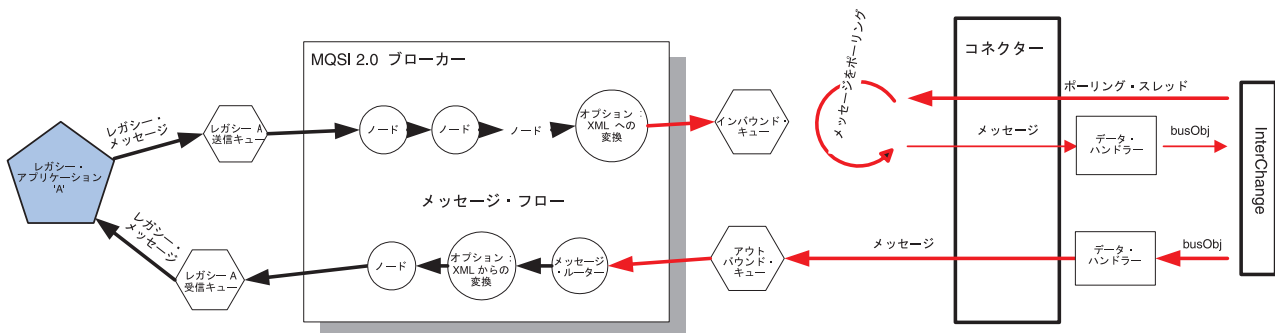 MQSI 2.0 ブローカー
レガシー・
メッセージ
レガシー A
送信キュー
ノード
ノード
ノード
オプション :
XML への
変換
インバウンド・
キュー
メッセージをポーリング
コネクター
ポーリング・スレッド
メッセージ
データ・
ハンドラー
busObj
InterChange
レガシー・
アプリケーション
'A'
メッセージ・フロー
レガシー・
メッセージ
レガシー A
受信キュー
ノード
オプション :
XML からの
変換
メッセージ
・ルーター
アウト
バウンド・
キュー
メッセージ
データ・
ハンドラー
busObj